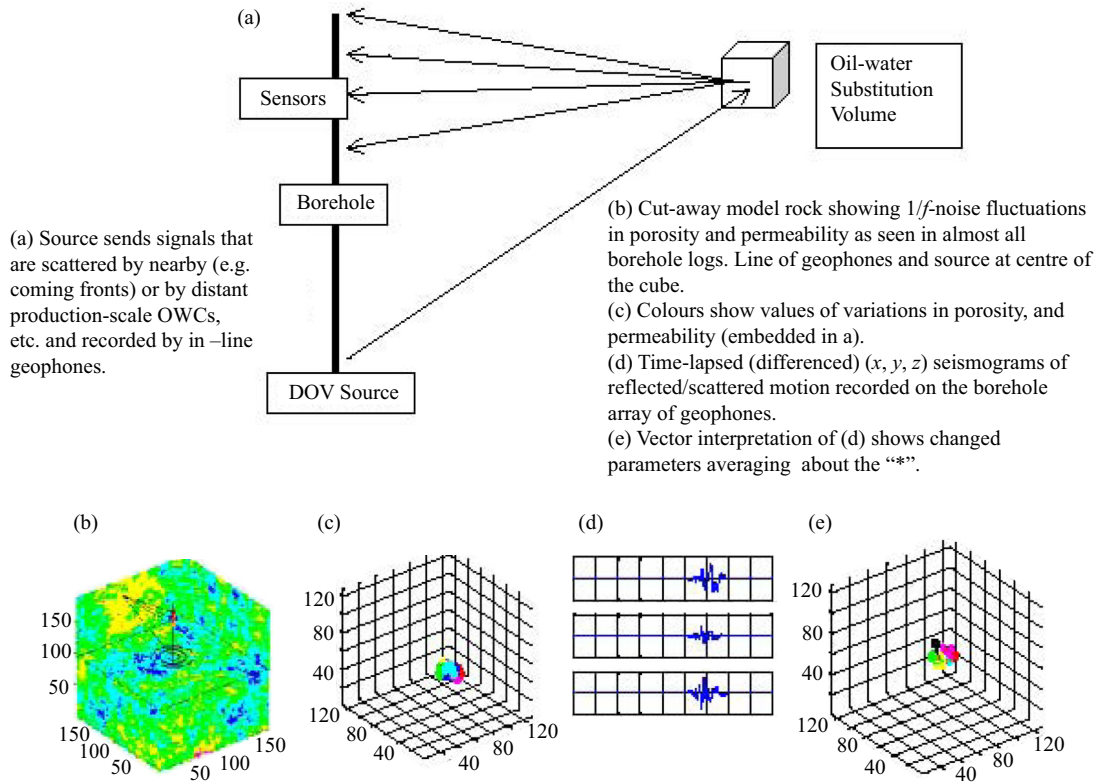 (a)
Oil-water
Substitution
Volume
Sensors
Borehole
DOV Source
(a) Source sends signals that
are scattered by nearby (e.g.
coming fronts) or by distant
production-scale OWCs,
etc. and recorded by in –line
geophones.
(b) Cut-away model rock showing 1/f-noise fluctuations
in porosity and permeability as seen in almost all
borehole logs. Line of geophones and source at centre of
the cube.
(c) Colours show values of variations in porosity, and
permeability (embedded in a).
(d) Time-lapsed (differenced) (x, y, z) seismograms of
reflected/scattered motion recorded on the borehole
array of geophones.
(e) Vector interpretation of (d) shows changed
parameters averaging about the “*”.
(b)
150
100
50
150
100
50
50
100
150
(c)
120
80
40
120
80
40
40
80
120
(d)
(e)
120
80
40
120
80
40
40
80
120